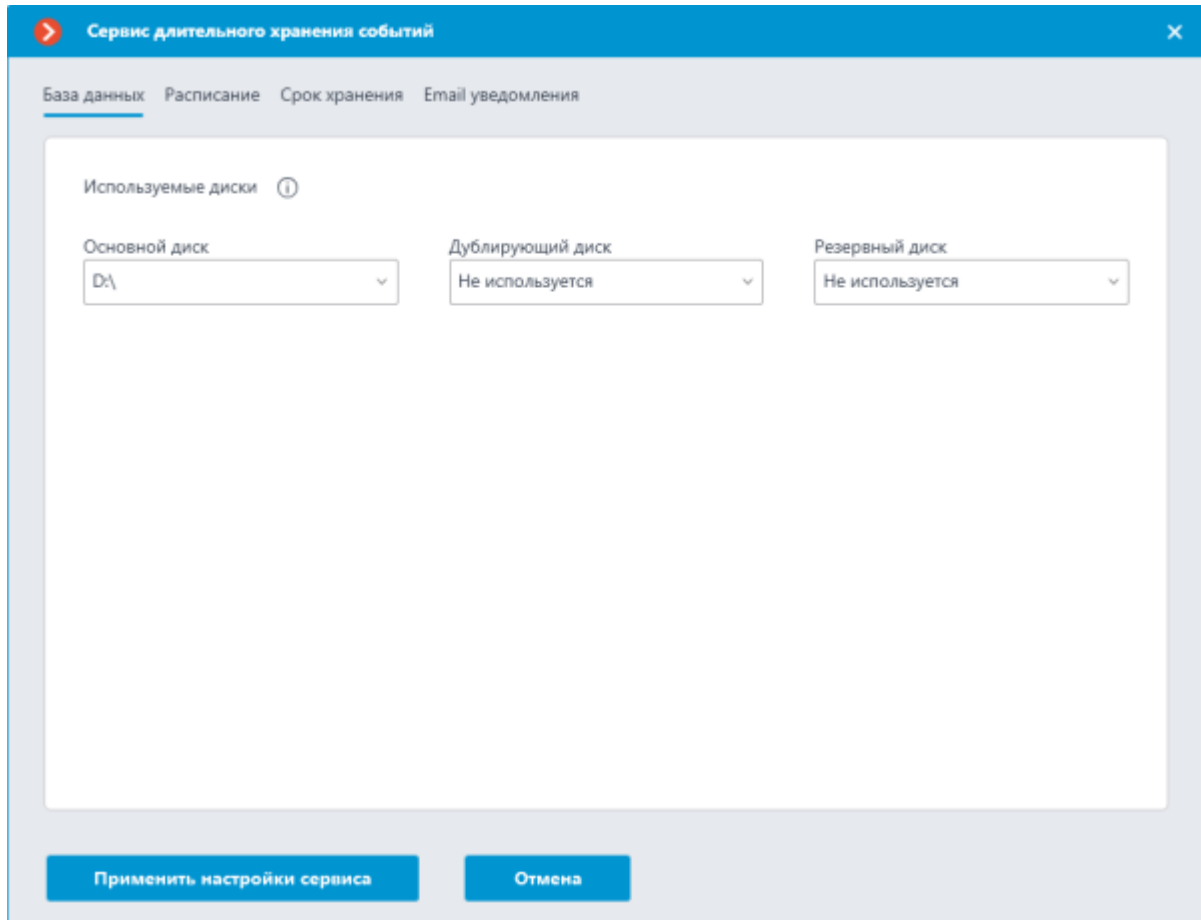 Сервис длительного хранения событий
База данных Расписание Срок хранения Email уведомления
Используемые диски
Основной диск Дублирующий диск Резервный диск
D:\ Не используется Не используется
Применить настройки сервиса Отмена